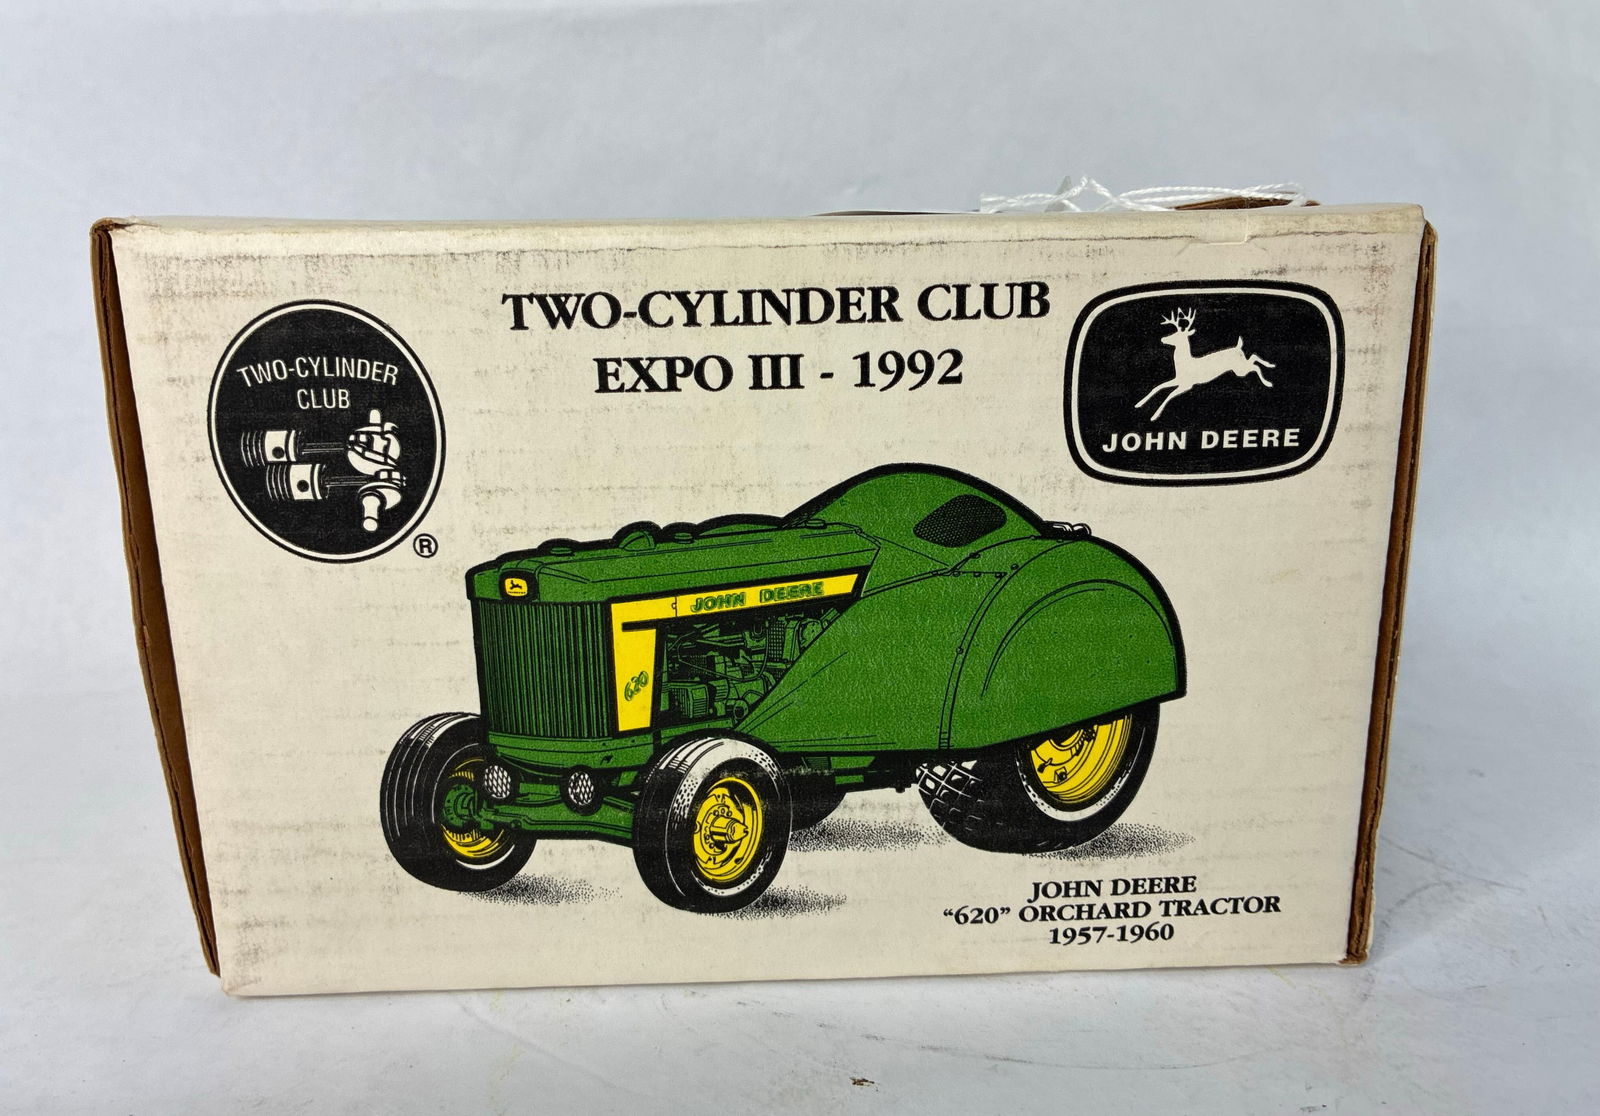 TWO-CYLINDER CLUB
EXPO III - 1992
TWO-CYLINDER
CLUB
®
JOHN DEERE
JOHN DEERE
620
JOHN DEERE
“620” ORCHARD TRACTOR
1957-1960